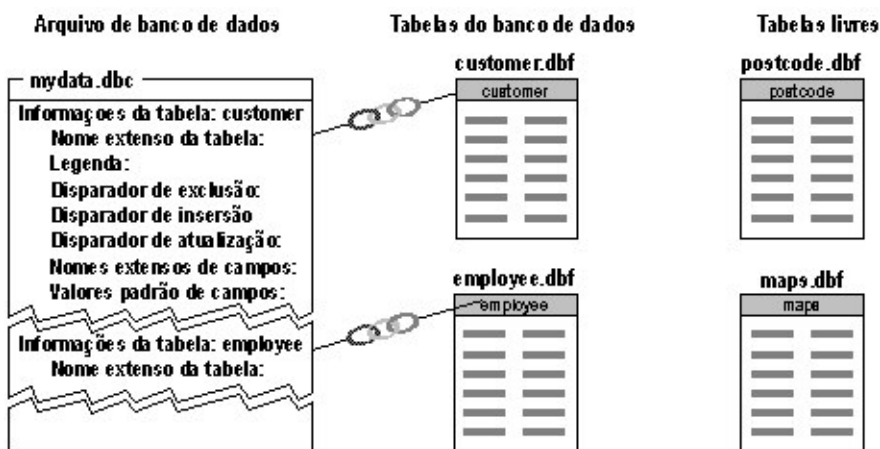 Arquivo de banco de dados
Tabelas do banco de dados
Tabelas livres
mydata.dbc
Informaçoes da tabela: customer
Nome extenso da tabela:
Legenda:
Disparador de exclusão:
Disparador de insersão
Disparador de atualização:
Nomes extensos de campos:
Valores padrão de campos:
Informações da tabela: employee
Nome extenso da tabela:
customer.dbf
customer
employee.dbf
employee
postcode.dbf
postcode
maps.dbf
maps